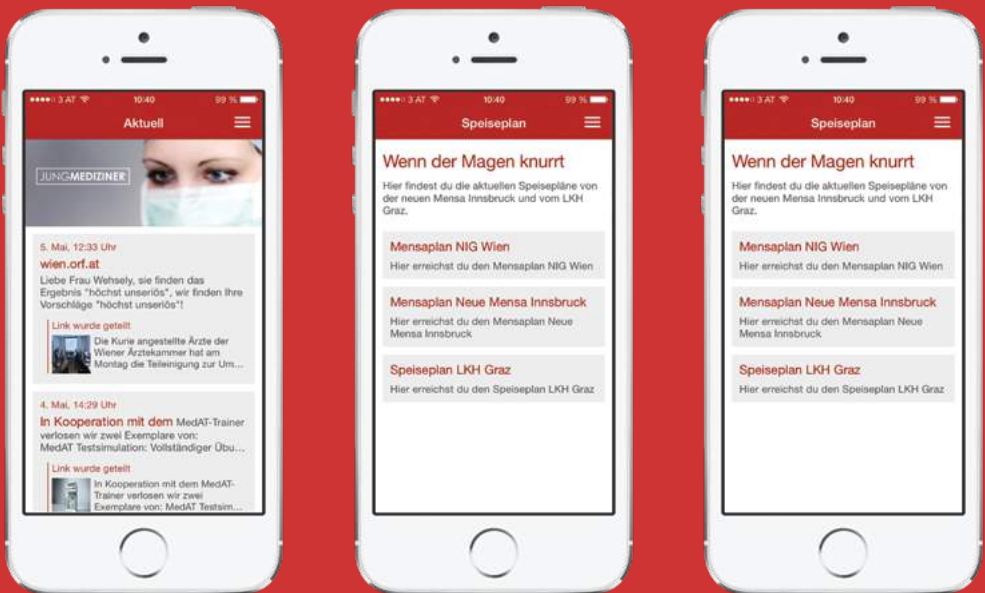 3 AT 10:40 99 %
Aktuell
JUNGMEDIZINER
5. Mai, 12:33 Uhr
wien.orf.at
Liebe Frau Wehsely, sie finden das
Ergebnis "höchst unseriös", wir finden Ihre
Vorschläge "höchst unseriös"!
Link wurde geteilt
Die Kurie angestellte Ärzte der
Wiener Ärztekammer hat am
Montag die Teileinigung zur Um...
4. Mai, 14:29 Uhr
In Kooperation mit dem MedAT-Trainer
verlosen wir zwei Exemplare von:
MedAT Testsimulation: Vollständiger Übu...
Link wurde geteilt
In Kooperation mit dem MedAT-
Trainer verlosen wir zwei
Exemplare von: MedAT Testsim...
3 AT 10:40 99 %
Speiseplan
Wenn der Magen knurrt
Hier findest du die aktuellen Speisepläne von
der neuen Mensa Innsbruck und vom LKH
Graz.
Mensaplan NIG Wien
Hier erreichst du den Mensaplan NIG Wien
Mensaplan Neue Mensa Innsbruck
Hier erreichst du den Mensaplan Neue
Mensa Innsbruck
Speiseplan LKH Graz
Hier erreichst du den Speiseplan LKH Graz
3 AT 10:40 99 %
Speiseplan
Wenn der Magen knurrt
Hier findest du die aktuellen Speisepläne von
der neuen Mensa Innsbruck und vom LKH
Graz.
Mensaplan NIG Wien
Hier erreichst du den Mensaplan NIG Wien
Mensaplan Neue Mensa Innsbruck
Hier erreichst du den Mensaplan Neue
Mensa Innsbruck
Speiseplan LKH Graz
Hier erreichst du den Speiseplan LKH Graz